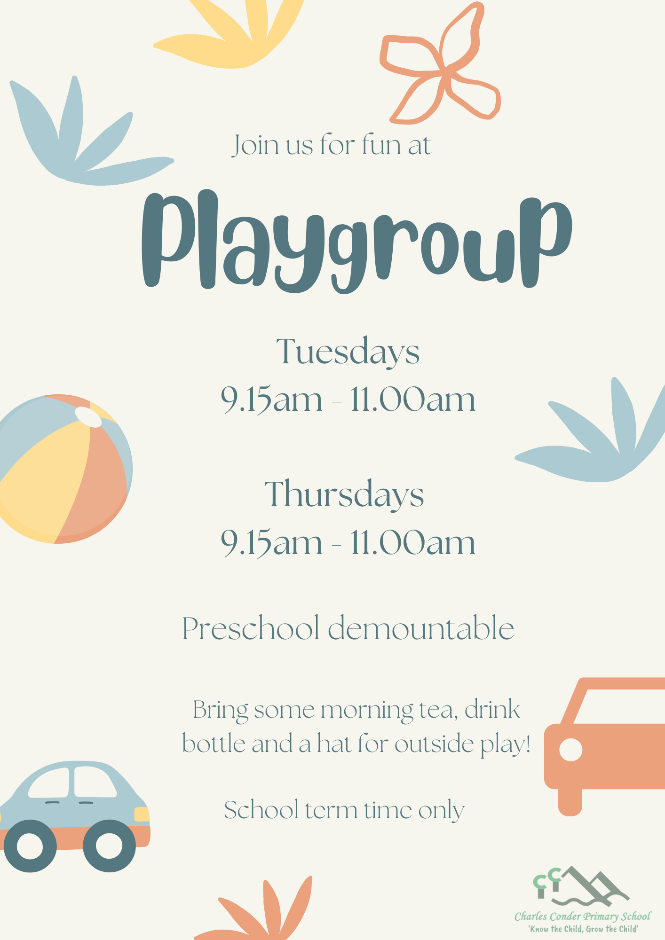 Join us for fun at
Playgroup
Tuesdays
9.15am - 11.00am
Thursdays
9.15am - 11.00am
Preschool demountable
Bring some morning tea, drink
bottle and a hat for outside play!
School term time only
CC
Charles Conder Primary School
'Know the Child, Grow the Child'